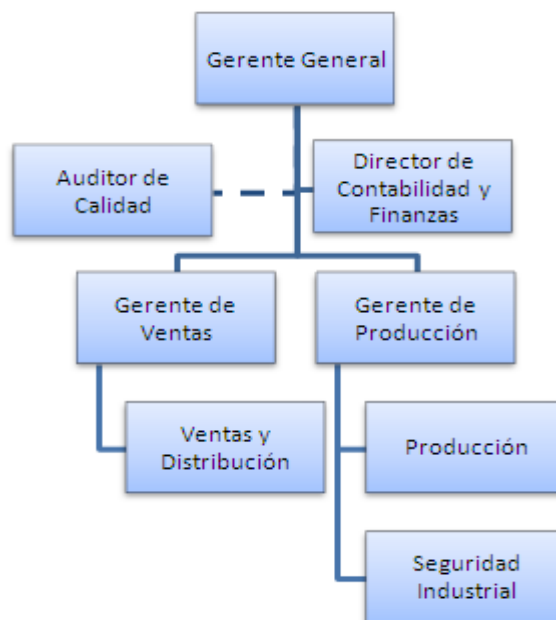 Gerente General
Auditor de
Calidad
Director de
Contabilidad y
Finanzas
Gerente de
Ventas
Gerente de
Producción
Ventas y
Distribución
Producción
Seguridad
Industrial